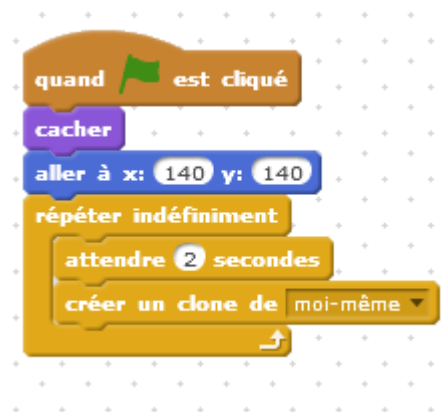 quand est cliqué
cacher
aller à x: 140 y: 140
répéter indéfiniment
attendre 2 secondes
créer un clone de moi-même